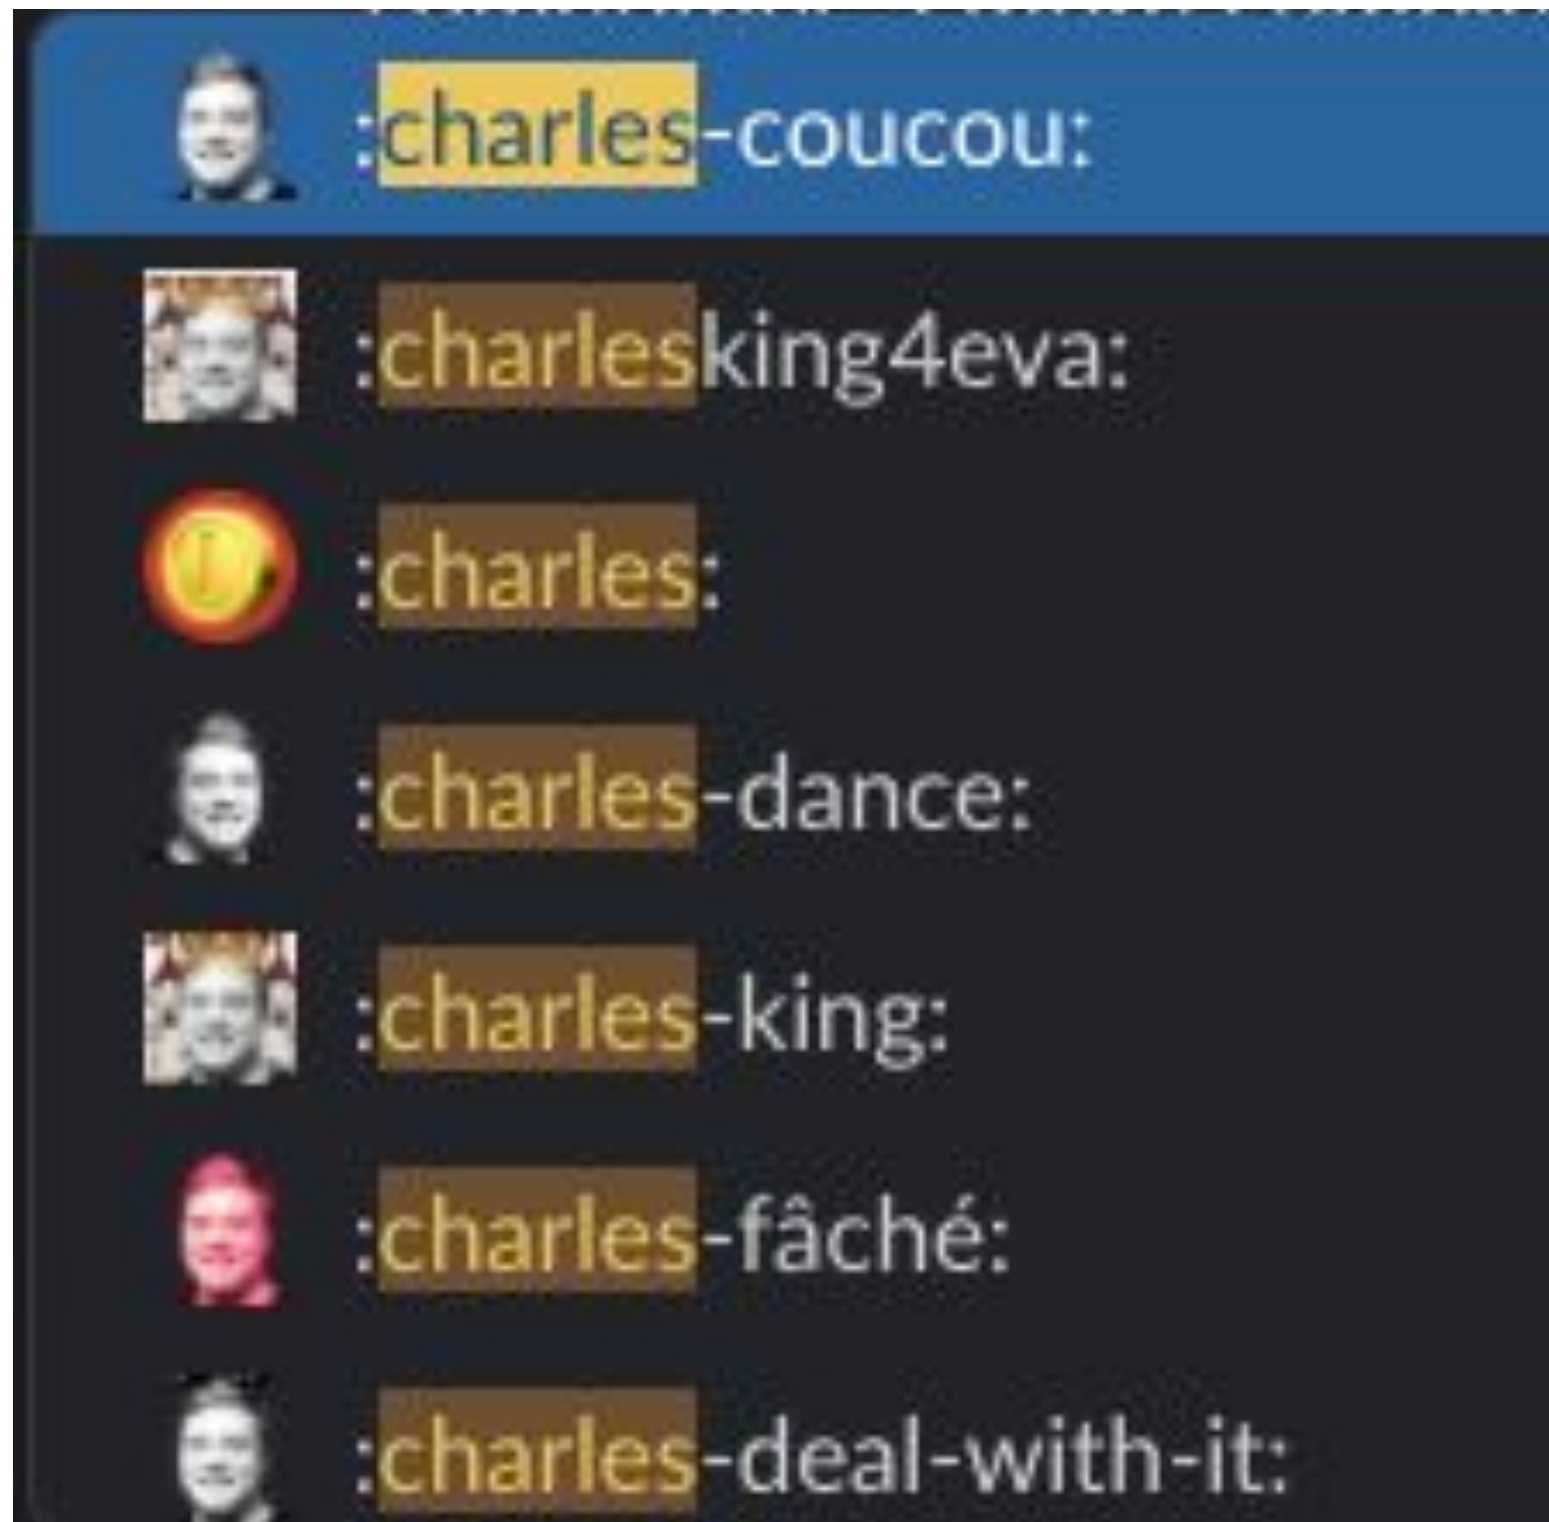 :charles-coucou:
:charlesking4eva:
:charles:
:charles-dance:
:charles-king:
:charles-fâché:
:charles-deal-with-it: